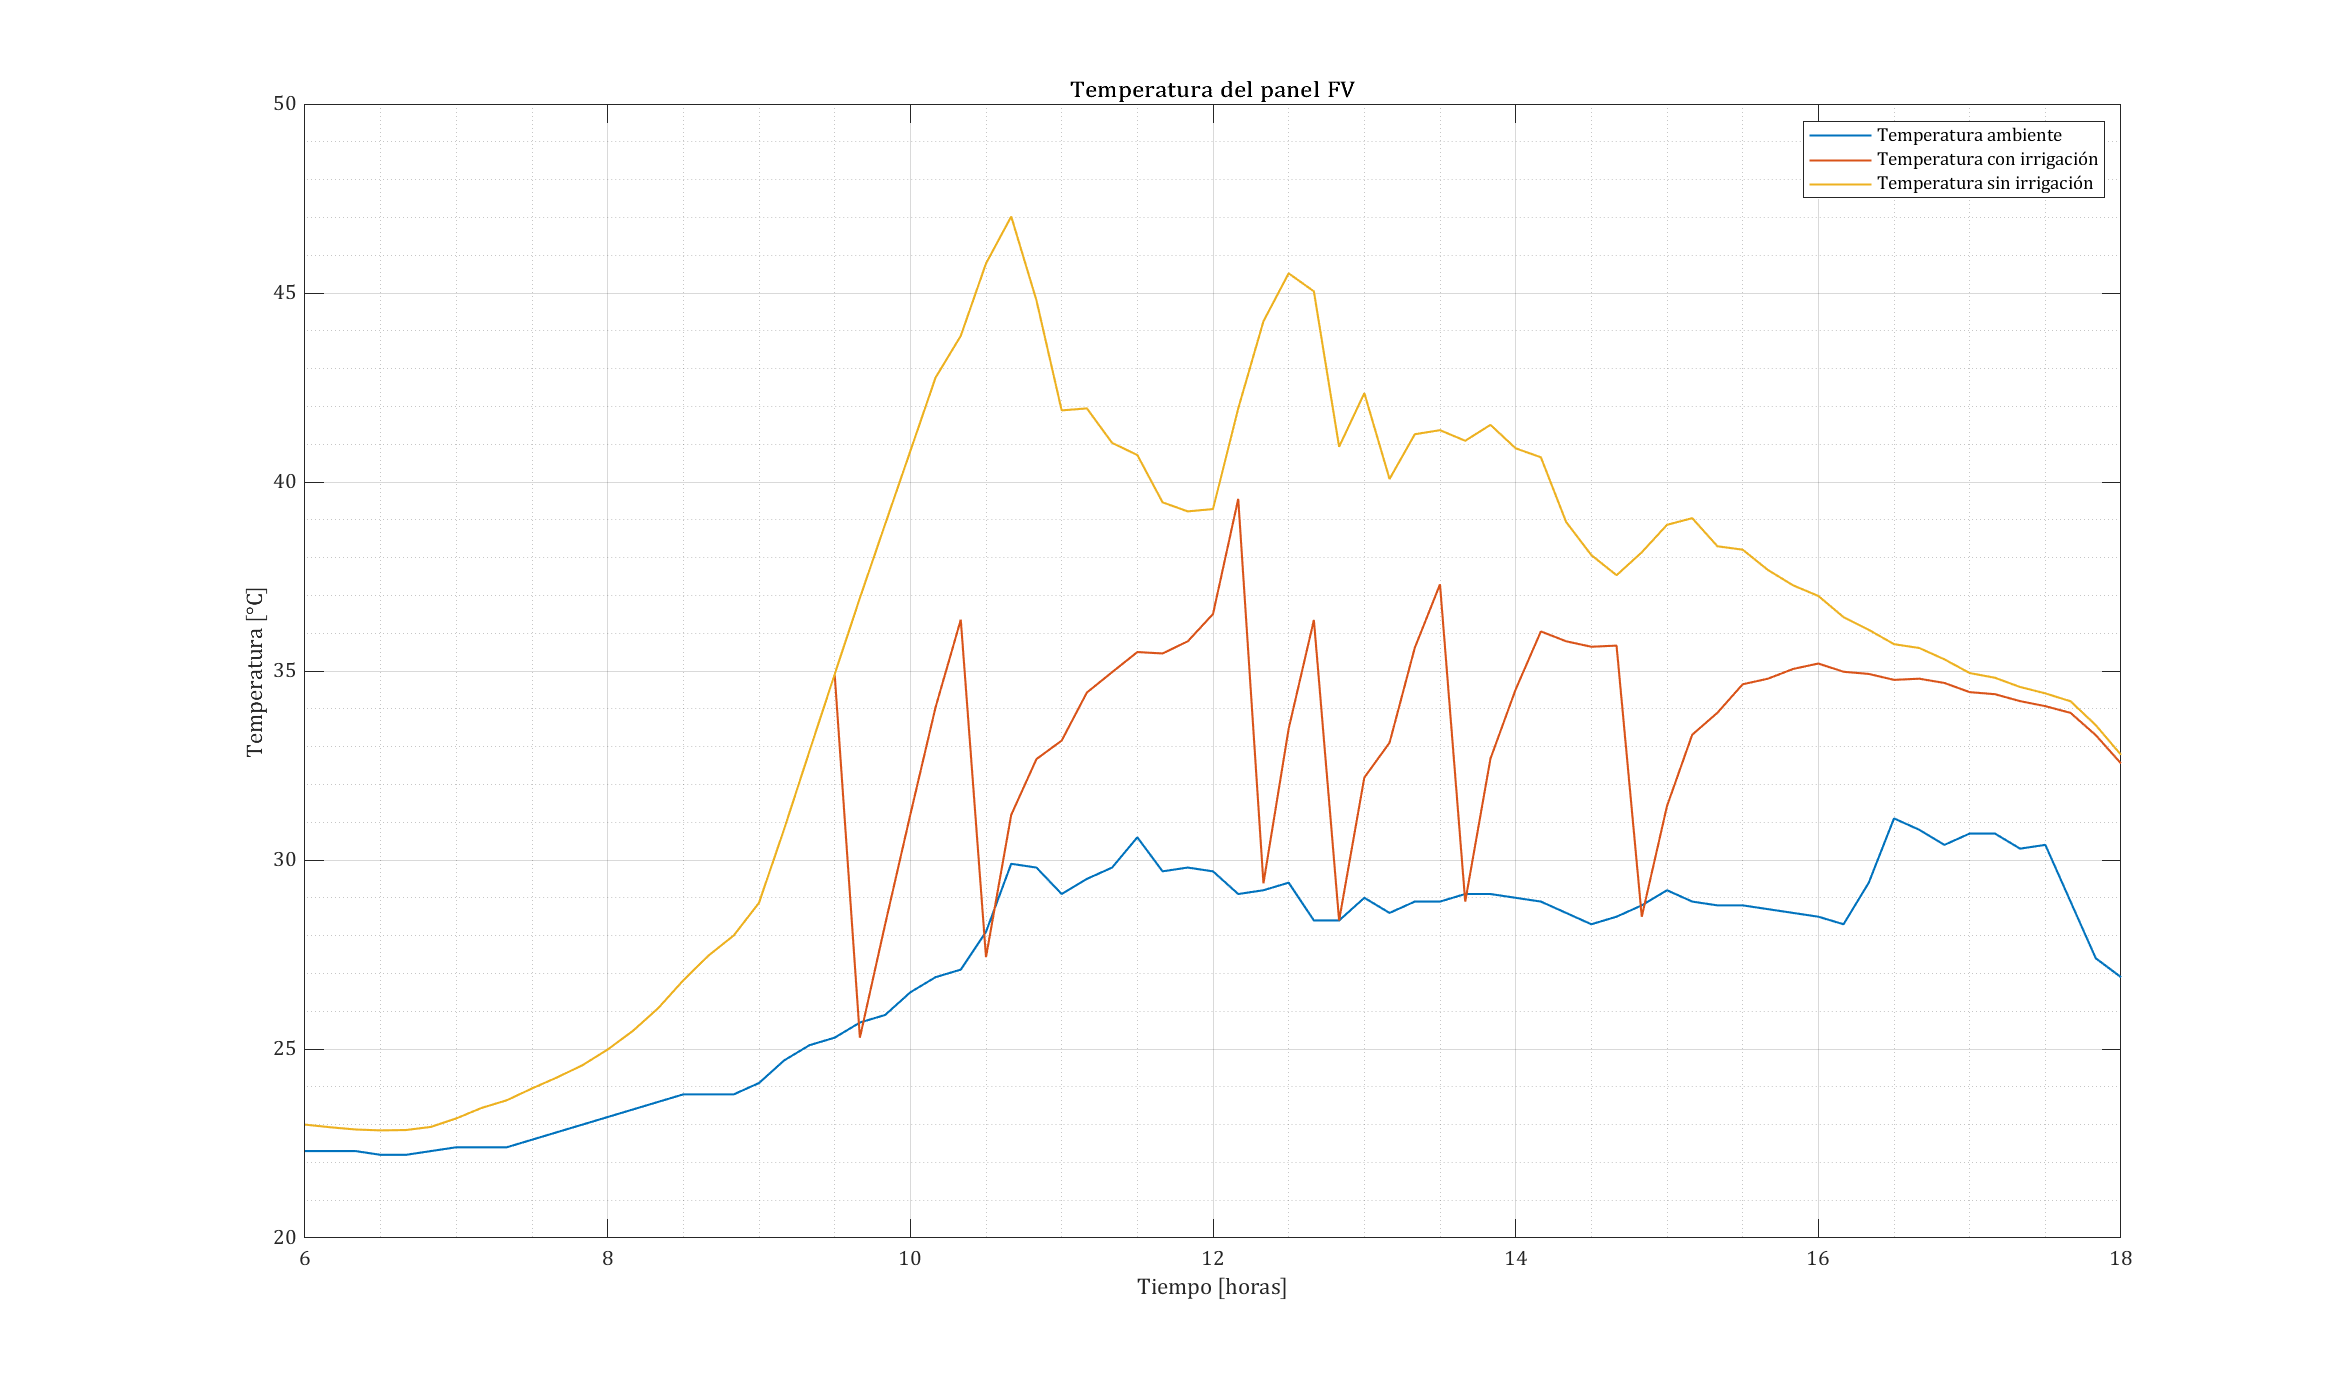 Temperatura del panel FV
50
45
40
35
30
25
20
Temperatura [°C]
Temperatura ambiente
Temperatura con irrigación
Temperatura sin irrigación
6 8 10 12 14 16 18
Tiempo [horas]